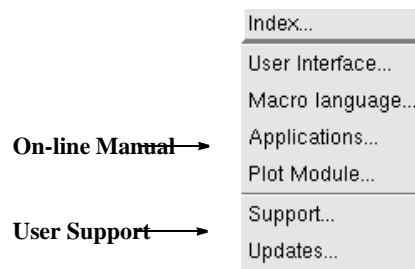 Index...
User Interface...
Macro language...
On-line Manual
Applications...
Plot Module...
User Support
Support...
Updates...